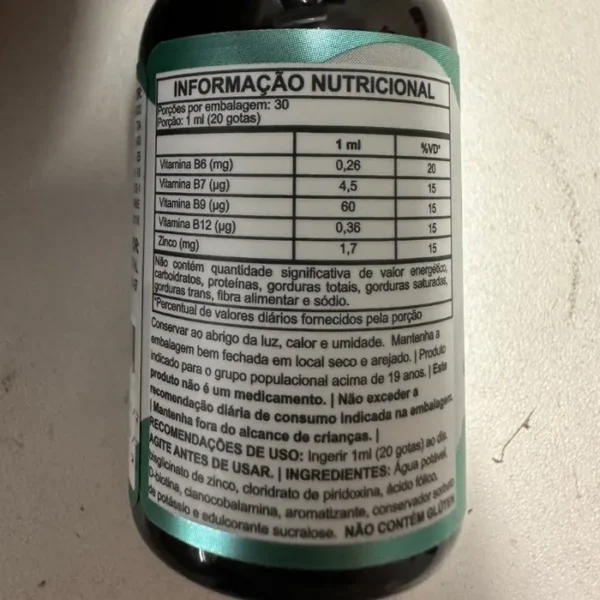 INFORMAÇÃO NUTRICIONAL
Porções por embalagem: 30
Porção: 1 ml (20 gotas)
1 ml %VD*
Vitamina B6 (mg) 0,26 20
Vitamina B7 (µg) 4,5 15
Vitamina B9 (µg) 60 15
Vitamina B12 (µg) 0,36 15
Zinco (mg) 1,7 15
Não contém quantidade significativa de valor energético,
carboidratos, proteínas, gorduras totais, gorduras saturadas,
gorduras trans, fibra alimentar e sódio.
*Percentual de valores diários fornecidos pela porção
Conservar ao abrigo da luz, calor e umidade. Mantenha a
embalagem bem fechada em local seco e arejado. | Produto
indicado para o grupo populacional acima de 19 anos. | Este
produto não é um medicamento. | Não exceder a
recomendação diária de consumo indicada na embalagem.
| Mantenha fora do alcance de crianças. |
RECOMENDAÇÕES DE USO: Ingerir 1ml (20 gotas) ao dia.
AGITE ANTES DE USAR. | INGREDIENTES: Água potável,
bisglicinato de zinco, cloridrato de piridoxina, ácido fólico,
D-biotina, cianocobalamina, aromatizante, conservador sorbato
de potássio e edulcorante sucralose. NÃO CONTÉM GLÚTEN